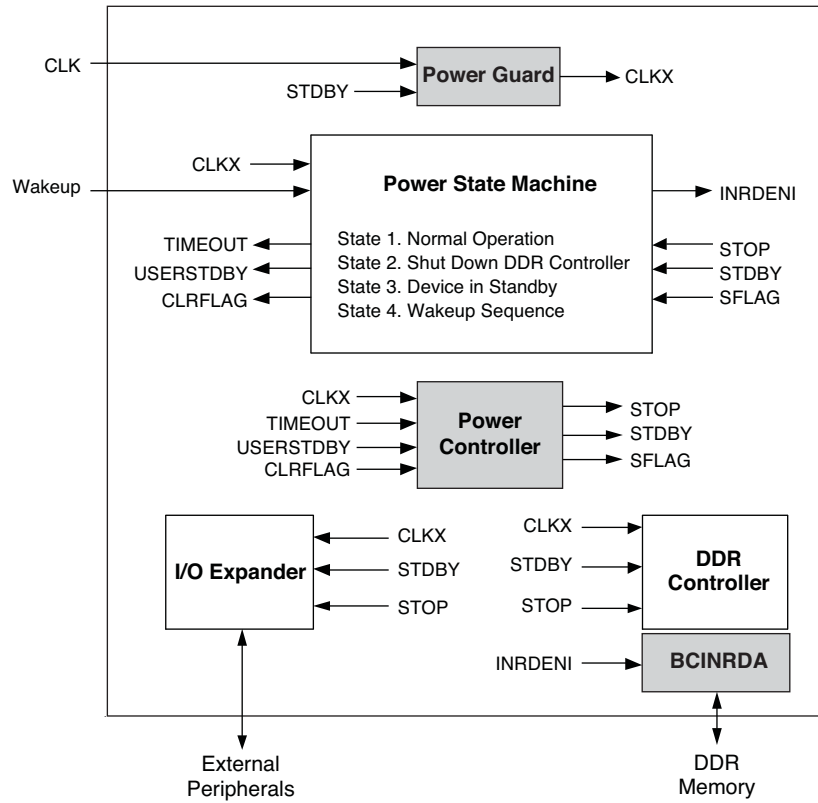 CLK
STDBY
Power Guard
CLKX
CLKX
Wakeup
Power State Machine
INRDENI
TIMEOUT
USERSTDBY
CLRFLAG
State 1. Normal Operation
State 2. Shut Down DDR Controller
State 3. Device in Standby
State 4. Wakeup Sequence
STOP
STDBY
SFLAG
CLKX
TIMEOUT
USERSTDBY
CLRFLAG
Power
Controller
STOP
STDBY
SFLAG
I/O Expander
CLKX
STDBY
STOP
CLKX
STDBY
STOP
DDR
Controller
INRDENI
BCINRDA
External
Peripherals
DDR
Memory